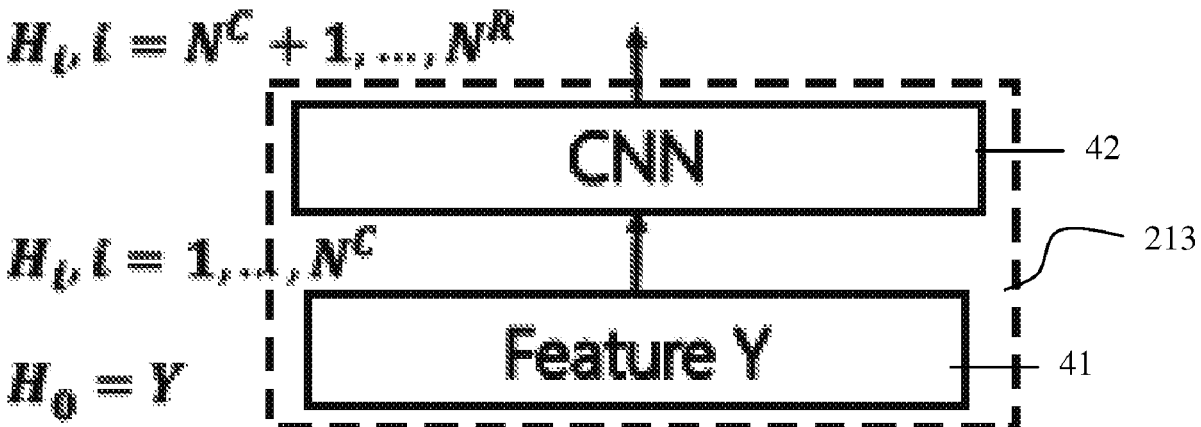 H_l, l = N^C + 1, ..., N^R
CNN
42
213
H_l, l = 1, ..., N^C
Feature Y
41
H_0 = Y